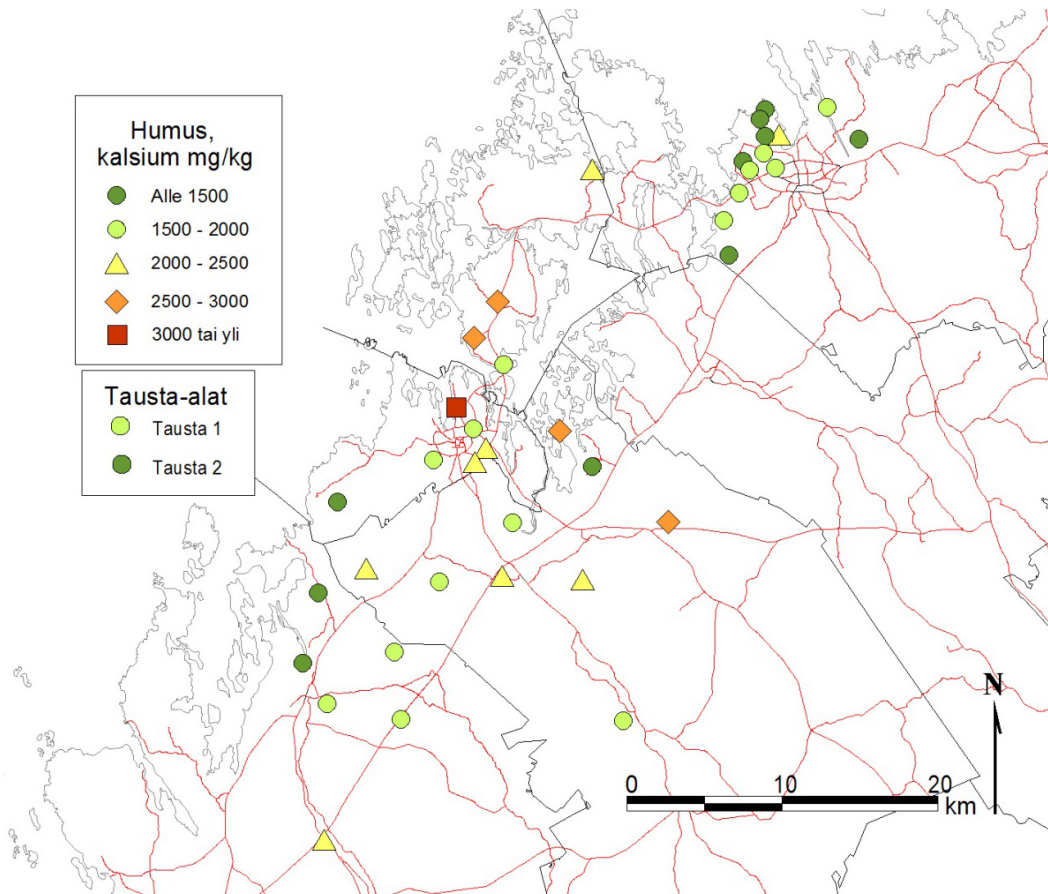 Humus,
kalsium mg/kg
Alle 1500
1500 - 2000
2000 - 2500
2500 - 3000
3000 tai yli
Tausta-alat
Tausta 1
Tausta 2
N
0 10 20
km